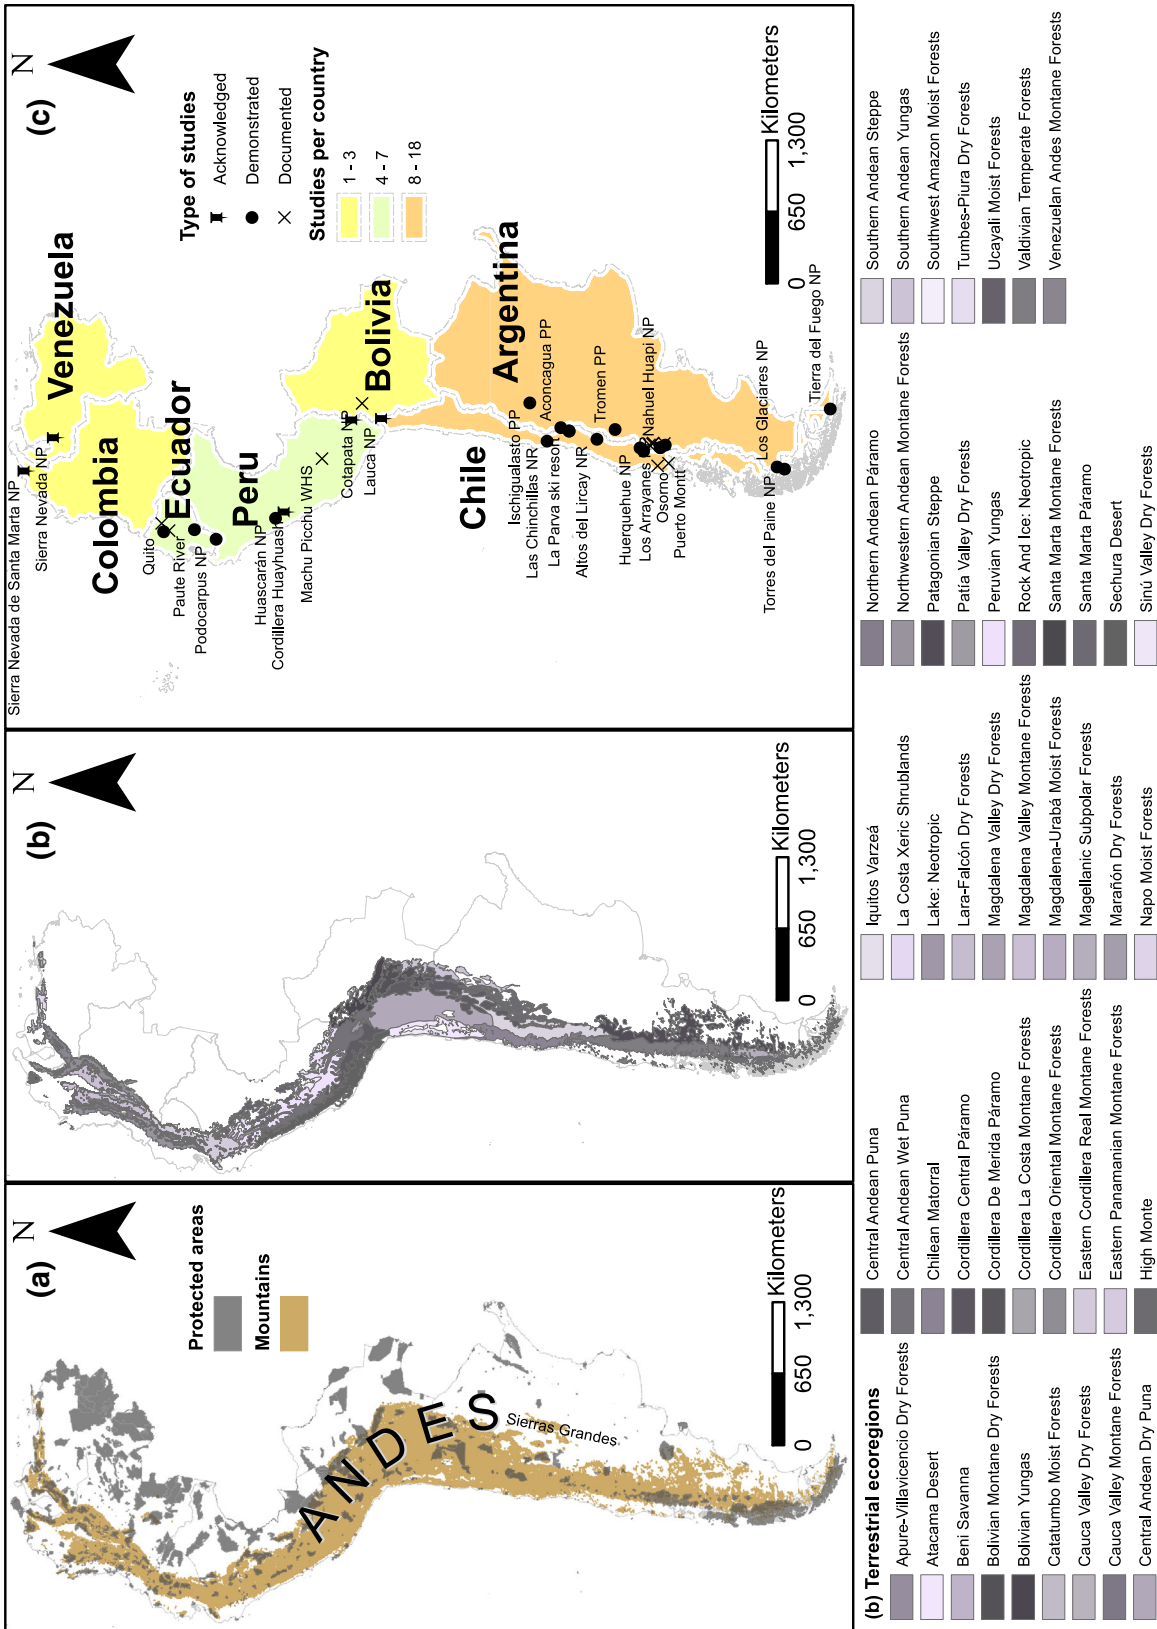 (a)
N
Protected areas
Mountains
ANDES
Sierras Grandes
0 650 1,300
Kilometers
(b)
N
0 650 1,300
Kilometers
(c)
N
Type of studies
Acknowledged
Demonstrated
Documented
Studies per country
1 - 3
4 - 7
8 - 18
Venezuela
Colombia
Ecuador
Peru
Bolivia
Chile
Argentina
Sierra Nevada de Santa Marta NP
Sierra Nevada NP
Quito
Paute River
Podocarpus NP
Huascarán NP
Cordillera Huayhuash
Machu Picchu WHS
Cotapata NP
Lauca NP
Ischigualasto PP
Las Chinchillas NR
Aconcagua PP
La Parva ski resort
Altos del Lircay NR
Tromen PP
Huerquehue NP
Nahuel Huapi NP
Los Arrayanes
Osorno
Puerto Montt
Torres del Paine NP
Los Glaciares NP
Tierra del Fuego NP
0 650 1,300
Kilometers
(b) Terrestrial ecoregions
Apure-Villavicencio Dry Forests
Atacama Desert
Beni Savanna
Bolivian Montane Dry Forests
Bolivian Yungas
Catatumbo Moist Forests
Cauca Valley Dry Forests
Cauca Valley Montane Forests
Central Andean Dry Puna
Central Andean Puna
Central Andean Wet Puna
Chilean Matorral
Cordillera Central Páramo
Cordillera De Merida Páramo
Cordillera La Costa Montane Forests
Cordillera Oriental Montane Forests
Eastern Cordillera Real Montane Forests
Eastern Panamanian Montane Forests
High Monte
Iquitos Varzeá
La Costa Xeric Shrublands
Lake: Neotropic
Lara-Falcón Dry Forests
Magdalena Valley Dry Forests
Magdalena Valley Montane Forests
Magdalena-Urabá Moist Forests
Magellanic Subpolar Forests
Marañón Dry Forests
Napo Moist Forests
Northern Andean Páramo
Northwestern Andean Montane Forests
Patagonian Steppe
Patía Valley Dry Forests
Peruvian Yungas
Rock And Ice: Neotropic
Santa Marta Montane Forests
Santa Marta Páramo
Sechura Desert
Sinú Valley Dry Forests
Southern Andean Steppe
Southern Andean Yungas
Southwest Amazon Moist Forests
Tumbes-Piura Dry Forests
Ucayali Moist Forests
Valdivian Temperate Forests
Venezuelan Andes Montane Forests